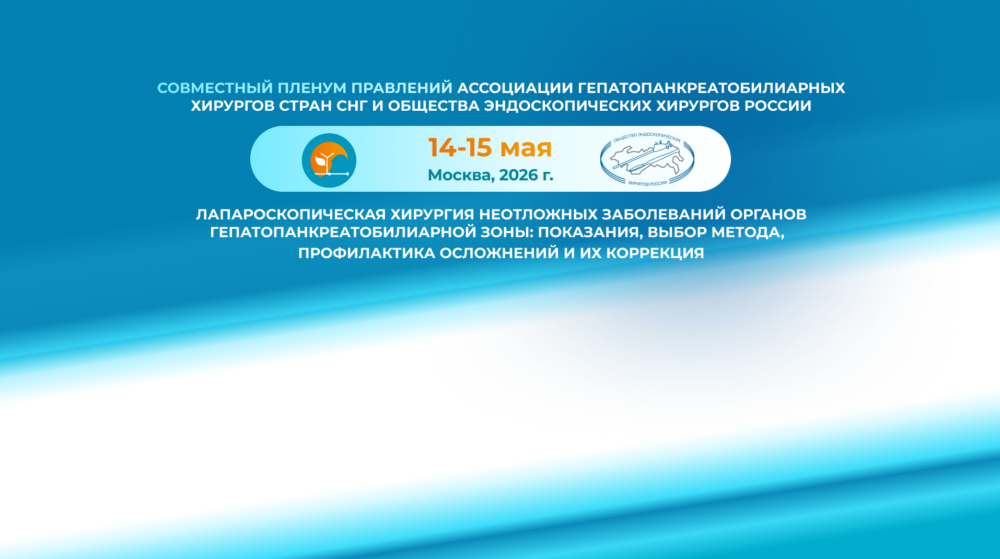 СОВМЕСТНЫЙ ПЛЕНУМ ПРАВЛЕНИЙ АССОЦИАЦИИ ГЕПАТОПАНКРЕАТОБИЛИАРНЫХ
ХИРУРГОВ СТРАН СНГ И ОБЩЕСТВА ЭНДОСКОПИЧЕСКИХ ХИРУРГОВ РОССИИ
14-15 мая
Москва, 2026 г.
ОБЩЕСТВО ЭНДОСКОПИЧЕСКИХ
ХИРУРГОВ РОССИИ
ЛАПАРОСКОПИЧЕСКАЯ ХИРУРГИЯ НЕОТЛОЖНЫХ ЗАБОЛЕВАНИЙ ОРГАНОВ
ГЕПАТОПАНКРЕАТОБИЛИАРНОЙ ЗОНЫ: ПОКАЗАНИЯ, ВЫБОР МЕТОДА,
ПРОФИЛАКТИКА ОСЛОЖНЕНИЙ И ИХ КОРРЕКЦИЯ